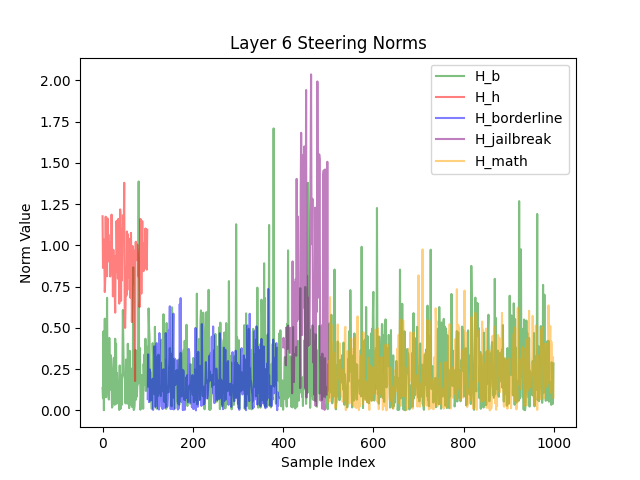 Layer 6 Steering Norms
2.00
1.75
1.50
1.25
1.00
0.75
0.50
0.25
0.00
Norm Value
H_b
H_h
H_borderline
H_jailbreak
H_math
0
200
400
600
800
1000
Sample Index